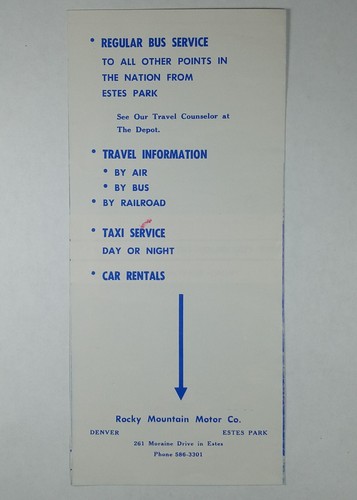 • REGULAR BUS SERVICE
TO ALL OTHER POINTS IN
THE NATION FROM
ESTES PARK
See Our Travel Counselor at
The Depot.
• TRAVEL INFORMATION
• BY AIR
• BY BUS
• BY RAILROAD
• TAXI SERVICE
DAY OR NIGHT
• CAR RENTALS
Rocky Mountain Motor Co.
DENVER ESTES PARK
261 Moraine Drive in Estes
Phone 586-3301